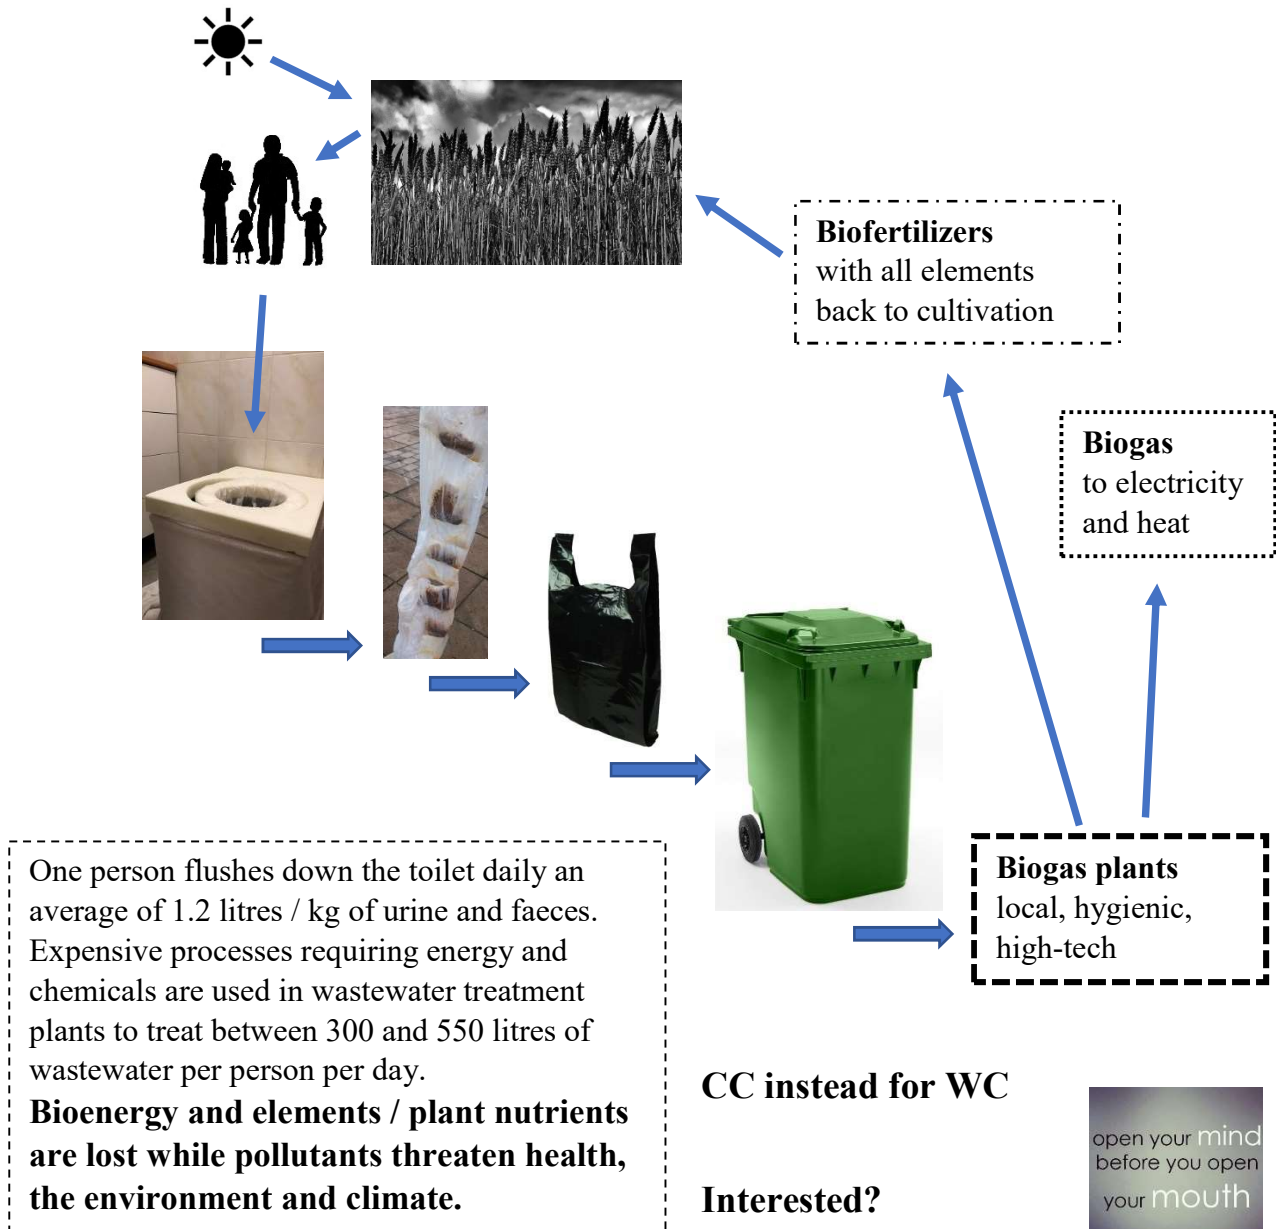 Biofertilizers
with all elements
back to cultivation
Biogas
to electricity
and heat
Biogas plants
local, hygienic,
high-tech
One person flushes down the toilet daily an
average of 1.2 litres / kg of urine and faeces.
Expensive processes requiring energy and
chemicals are used in wastewater treatment
plants to treat between 300 and 550 litres of
wastewater per person per day.
Bioenergy and elements / plant nutrients
are lost while pollutants threaten health,
the environment and climate.
CC instead for WC
Interested?
open your mind
before you open
your mouth